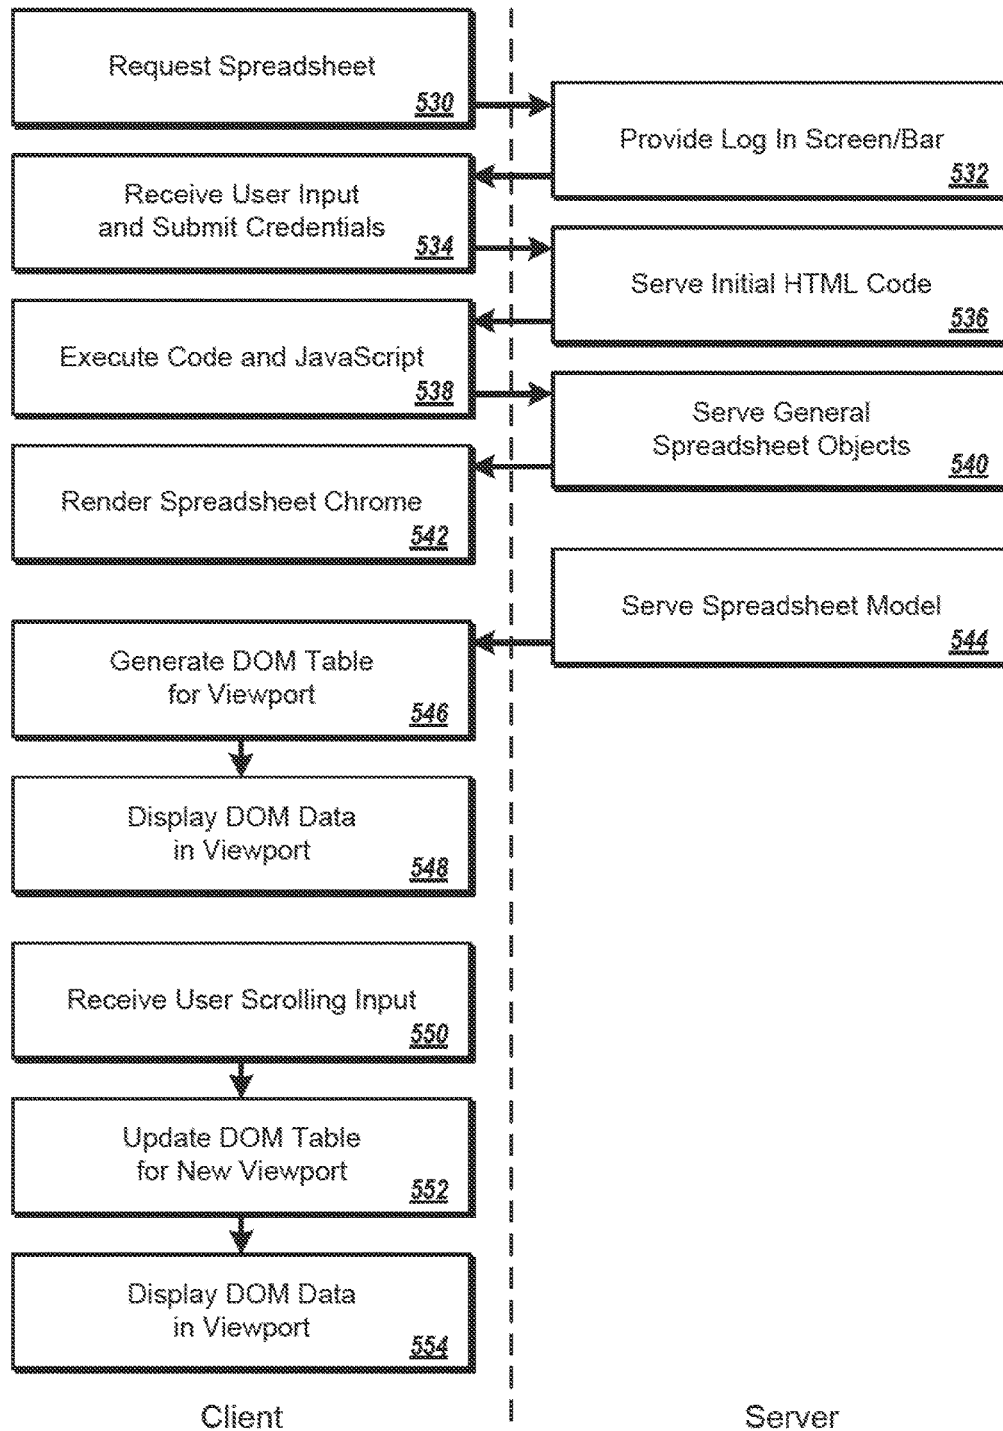 Request Spreadsheet
530
Provide Log In Screen/Bar
532
Receive User Input
and Submit Credentials
534
Serve Initial HTML Code
536
Execute Code and JavaScript
538
Serve General
Spreadsheet Objects
540
Render Spreadsheet Chrome
542
Serve Spreadsheet Model
544
Generate DOM Table
for Viewport
546
Display DOM Data
in Viewport
548
Receive User Scrolling Input
550
Update DOM Table
for New Viewport
552
Display DOM Data
in Viewport
554
Client
Server